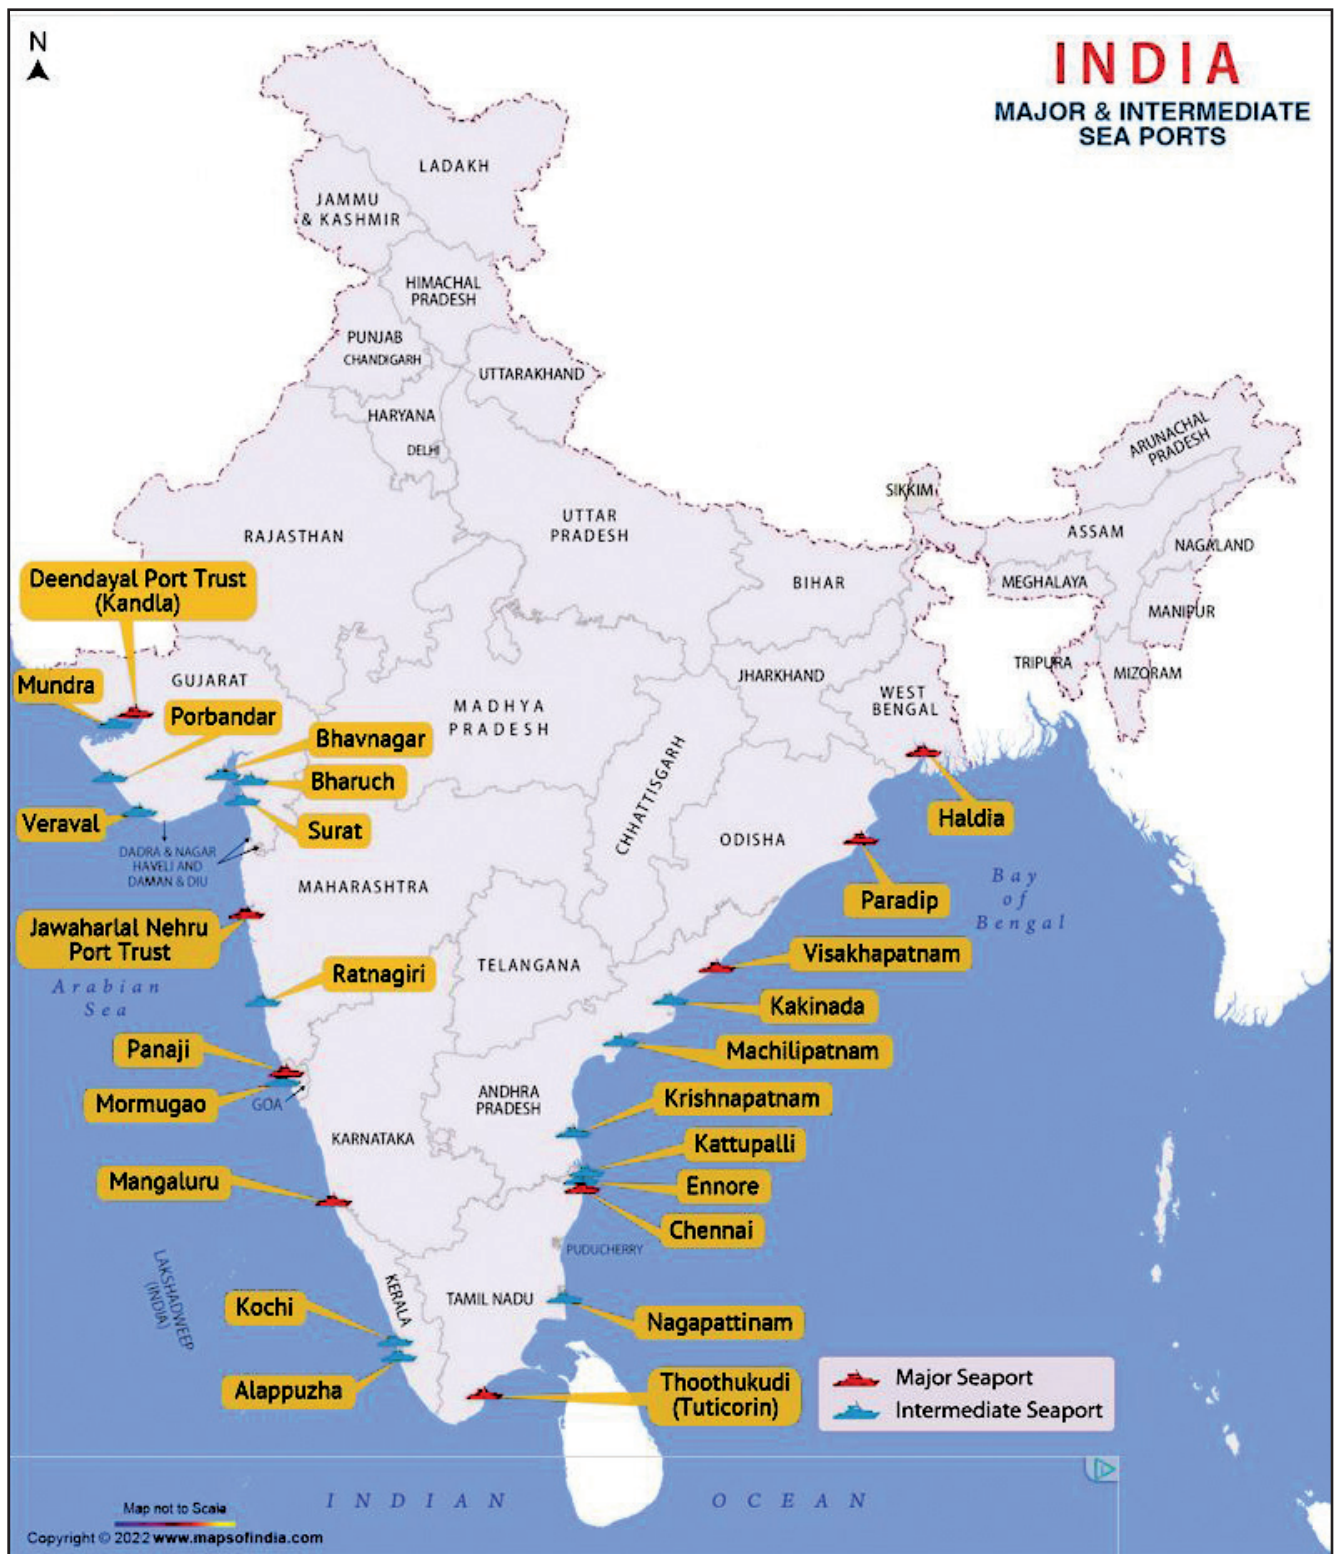 N
INDIA
MAJOR & INTERMEDIATE
SEA PORTS
LADAKH
JAMMU
& KASHMIR
HIMACHAL
PRADESH
PUNJAB
CHANDIGARH
UTTARAKHAND
HARYANA
DELHI
ARUNACHAL
PRADESH
SIKKIM
RAJASTHAN
UTTAR
PRADESH
ASSAM
NAGALAND
BIHAR
MEGHALAYA
MANIPUR
Deendayal Port Trust
(Kandla)
TRIPURA
MIZORAM
Mundra
GUJARAT
JHARKHAND
WEST
BENGAL
MADHYA
PRADESH
Porbandar
Bhavnagar
Bharuch
CHHATTISGARH
Veraval
Surat
Haldia
DADRA & NAGAR
HAVELI AND
DAMAN & DIU
ODISHA
MAHARASHTRA
Paradip
Bay
of
Bengal
Jawaharlal Nehru
Port Trust
Visakhapatnam
TELANGANA
Ratnagiri
Arabian
Sea
Kakinada
Panaji
Machilipatnam
Mormugao
GOA
ANDHRA
PRADESH
Krishnapatnam
KARNATAKA
Kattupalli
Mangaluru
Ennore
Chennai
PUDUCHERRY
LAKSHADWEEP
(INDIA)
KERALA
TAMIL NADU
Kochi
Nagapattinam
Alappuzha
Thoothukudi
(Tuticorin)
Major Seaport
Intermediate Seaport
INDIAN OCEAN
Map not to Scale
Copyright © 2022 www.mapsofindia.com